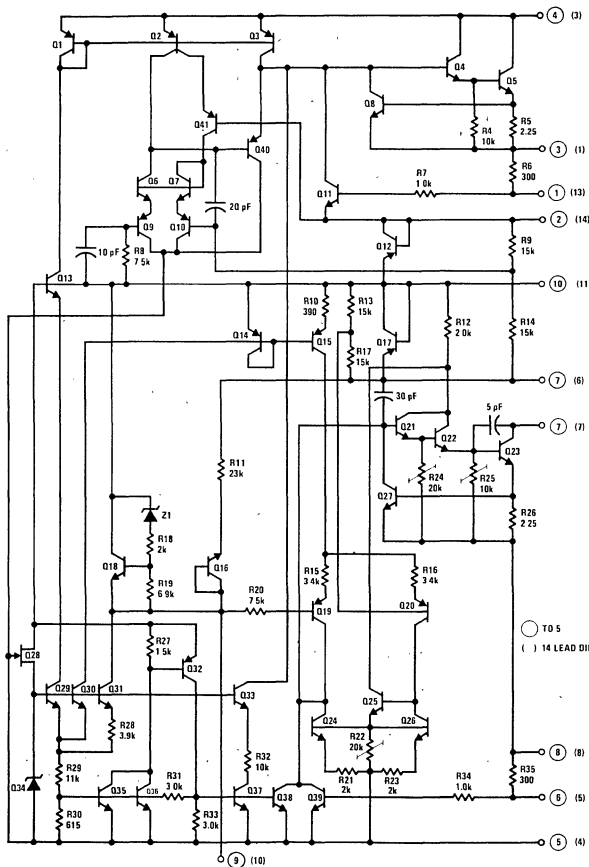 Q1
Q2
Q3
4 (3)
Q4
Q5
Q8
R4
10k
R5
2.25
Q41
Q40
3 (1)
R6
300
R7
1 0k
Q6
Q7
Q11
1 (13)
20 pF
2 (14)
Q9
Q10
Q12
R9
15k
10 pF
R8
7 5k
Q13
10 (11
R10
390
R13
15k
Q14
Q15
Q17
R12
2 0k
R14
15k
R17
15k
7 (6)
30 pF
5 pF
7 (7)
Q21
Q22
Q23
R11
23k
R24
20k
R25
10k
Q27
R26
2 25
Z1
R18
2k
Q18
R19
6 9k
Q16
R15
3 4k
R16
3 4k
R20
7 5k
Q19
Q20
TO 5
( ) 14 LEAD DI
R27
1 5k
Q32
Q28
Q29
Q30
Q31
Q33
Q25
R28
3.9k
Q24
Q26
R22
20k
8 (8)
R32
10k
R29
11k
R21
2k
R23
2k
R35
300
Q34
R31
3 0k
R34
1.0k
6 (5)
Q35
Q36
R30
615
R33
3.0k
Q37
Q38
Q39
5 (4)
9 (10)